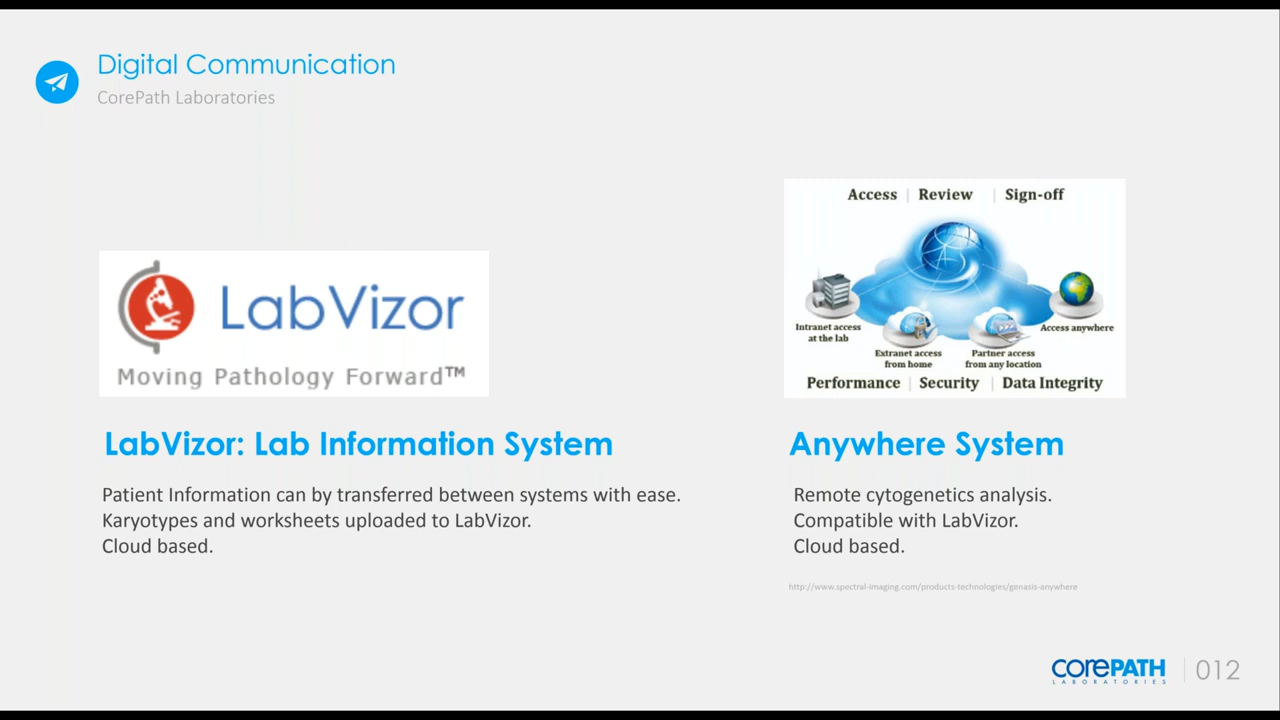 Digital Communication
CorePath Laboratories
LabVizor
Moving Pathology Forward™
LabVizor: Lab Information System
Patient Information can by transferred between systems with ease.
Karyotypes and worksheets uploaded to LabVizor.
Cloud based.
Access | Review | Sign-off
Intranet access
at the lab
Extranet access
from home
Partner access
from any location
Access anywhere
Performance | Security | Data Integrity
Anywhere System
Remote cytogenetics analysis.
Compatible with LabVizor.
Cloud based.
http://www.spectral-imaging.com/products-technologies/genasis-anywhere
corePATH
LABORATORIES
012